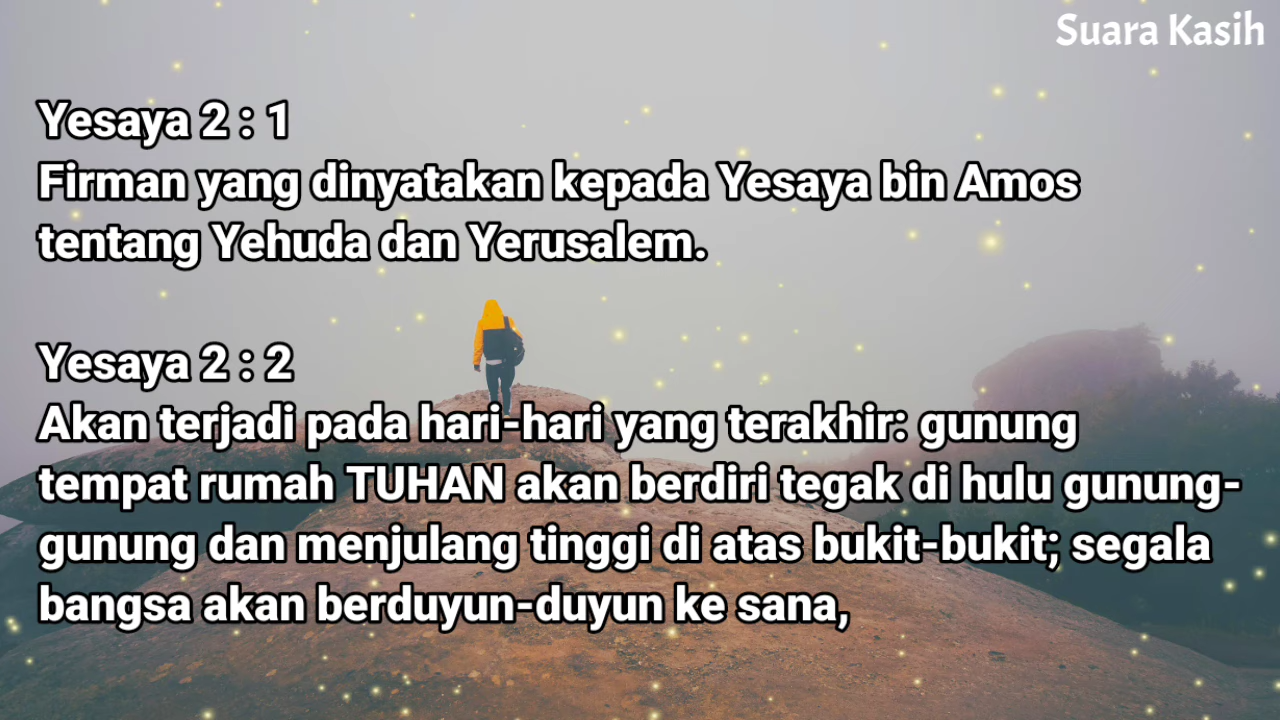 Suara Kasih
Yesaya 2 : 1
Firman yang dinyatakan kepada Yesaya bin Amos
tentang Yehuda dan Yerusalem.
Yesaya 2 : 2
Akan terjadi pada hari-hari yang terakhir: gunung
tempat rumah TUHAN akan berdiri tegak di hulu gunung-
gunung dan menjulang tinggi di atas bukit-bukit; segala
bangsa akan berduyun-duyun ke sana,